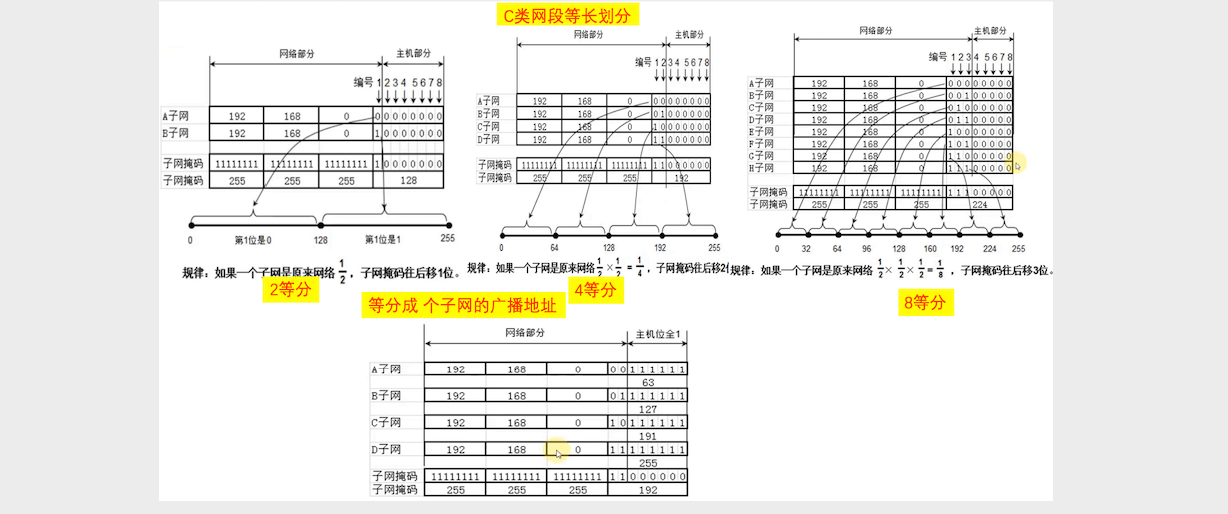 C类网段等长划分
网络部分 主机部分
编号 1 2 3 4 5 6 7 8
A子网 192 168 0 0 0 0 0 0 0 0 0
B子网 192 168 0 1 0 0 0 0 0 0 0
子网掩码 11111111 11111111 11111111 1 0 0 0 0 0 0 0
子网掩码 255 255 255 128
0 第1位是0 128 第1位是1 255
规律：如果一个子网是原来网络 1/2 ，子网掩码往后移1位。
2等分
网络部分 主机部分
编号 1 2 3 4 5 6 7 8
A子网 192 168 0 0 0 0 0 0 0 0 0
B子网 192 168 0 0 1 0 0 0 0 0 0
C子网 192 168 0 1 0 0 0 0 0 0 0
D子网 192 168 0 1 1 0 0 0 0 0 0
子网掩码 11111111 11111111 11111111 1 1 0 0 0 0 0 0
子网掩码 255 255 255 192
0 64 128 192 255
规律：如果一个子网是原来网络 1/2 × 1/2 = 1/4 ，子网掩码往后移2
4等分
网络部分 主机部分
编号 1 2 3 4 5 6 7 8
A子网 192 168 0 0 0 0 0 0 0 0 0
B子网 192 168 0 0 0 1 0 0 0 0 0
C子网 192 168 0 0 1 0 0 0 0 0 0
D子网 192 168 0 0 1 1 0 0 0 0 0
E子网 192 168 0 1 0 0 0 0 0 0 0
F子网 192 168 0 1 0 1 0 0 0 0 0
G子网 192 168 0 1 1 0 0 0 0 0 0
H子网 192 168 0 1 1 1 0 0 0 0 0
子网掩码 11111111 11111111 11111111 1 1 1 0 0 0 0 0
子网掩码 255 255 255 224
0 32 64 96 128 160 192 224 255
规律：如果一个子网是原来网络 1/2 × 1/2 × 1/2 = 1/8 ，子网掩码往后移3位。
8等分
等分成 个子网的广播地址
网络部分 主机位全1
A子网 192 168 0 0 0 1 1 1 1 1 1
63
B子网 192 168 0 0 1 1 1 1 1 1 1
127
C子网 192 168 0 1 0 1 1 1 1 1 1
191
D子网 192 168 0 1 1 1 1 1 1 1 1
255
子网掩码 11111111 11111111 11111111 1 1 0 0 0 0 0 0
子网掩码 255 255 255 192